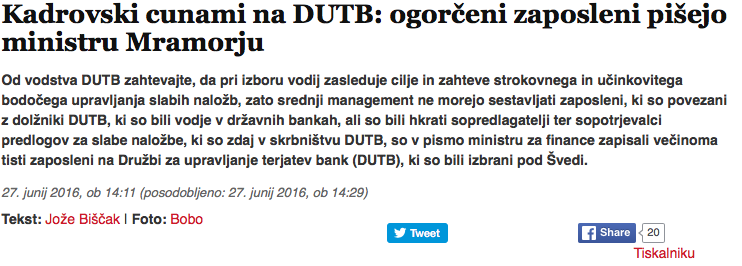 Kadrovski cunami na DUTB: ogorčeni zaposleni pišejo
ministru Mramorju
Od vodstva DUTB zahtevajte, da pri izboru vodij zasleduje cilje in zahteve strokovnega in učinkovitega
bodočega upravljanja slabih naložb, zato srednji management ne morejo sestavljati zaposleni, ki so povezani
z dolžniki DUTB, ki so bili vodje v državnih bankah, ali so bili hkrati sopredlagatelji ter sopotrjevalci
predlogov za slabe naložbe, ki so zdaj v skrbništvu DUTB, so v pismo ministru za finance zapisali večinoma
tisti zaposleni na Družbi za upravljanje terjatev bank (DUTB), ki so bili izbrani pod Švedi.
27. junij 2016, ob 14:11 (posodobljeno: 27. junij 2016, ob 14:29)
Tekst: Jože Biščak | Foto: Bobo
Tweet
Share 20
Tiskalniku